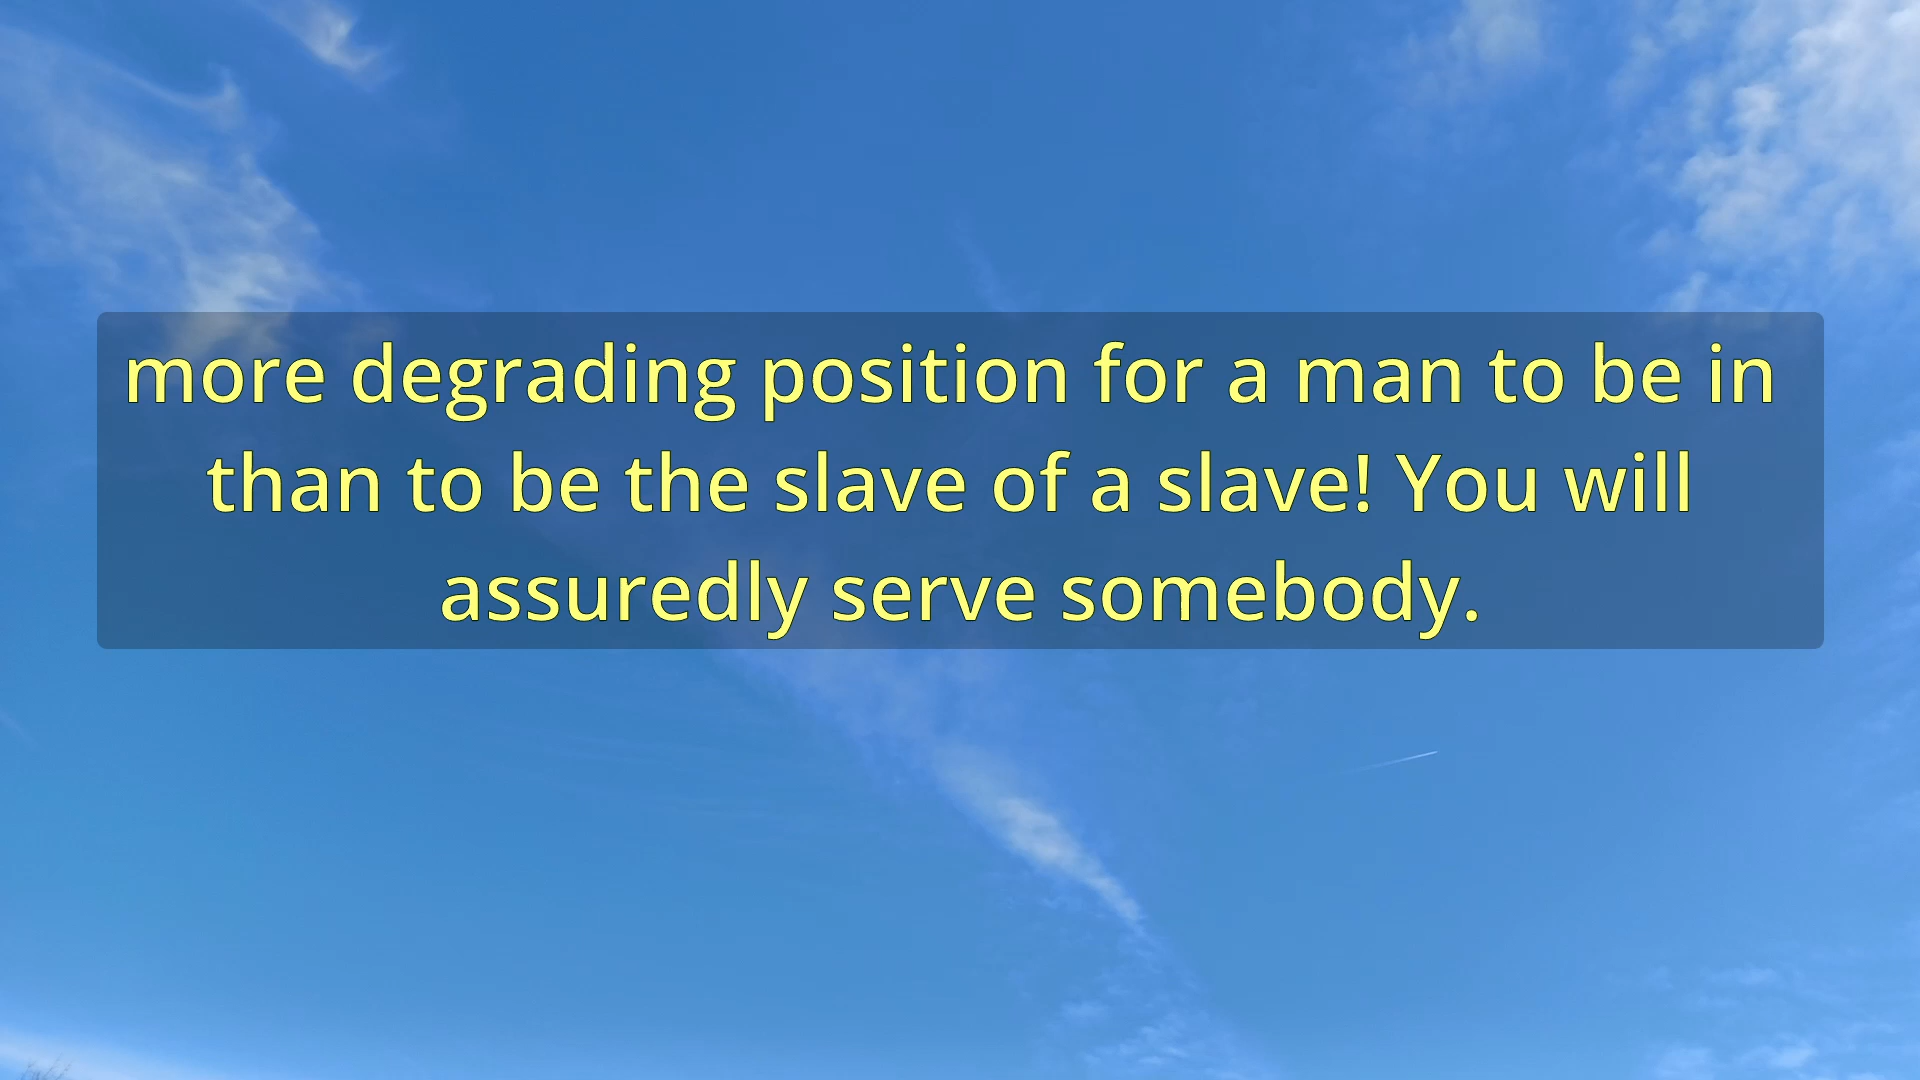 more degrading position for a man to be in
than to be the slave of a slave! You will
assuredly serve somebody.